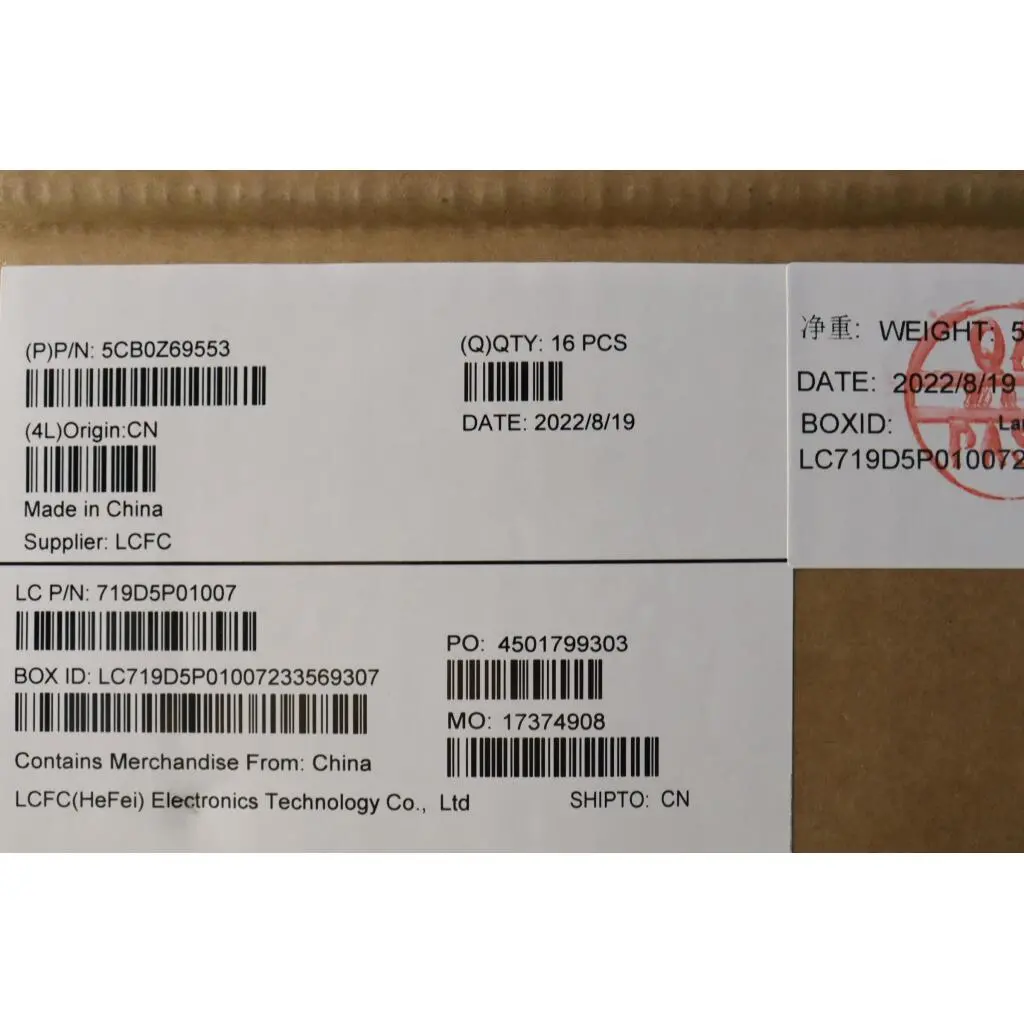 (P)P/N: 5CB0Z69553
(Q)QTY: 16 PCS
(4L)Origin:CN
DATE: 2022/8/19
Made in China
Supplier: LCFC
LC P/N: 719D5P01007
PO: 4501799303
BOX ID: LC719D5P01007233569307
MO: 17374908
Contains Merchandise From: China
LCFC(HeFei) Electronics Technology Co., Ltd
SHIPTO: CN
净重: WEIGHT: 5
DATE: 2022/8/19
BOXID:
LC719D5P010072